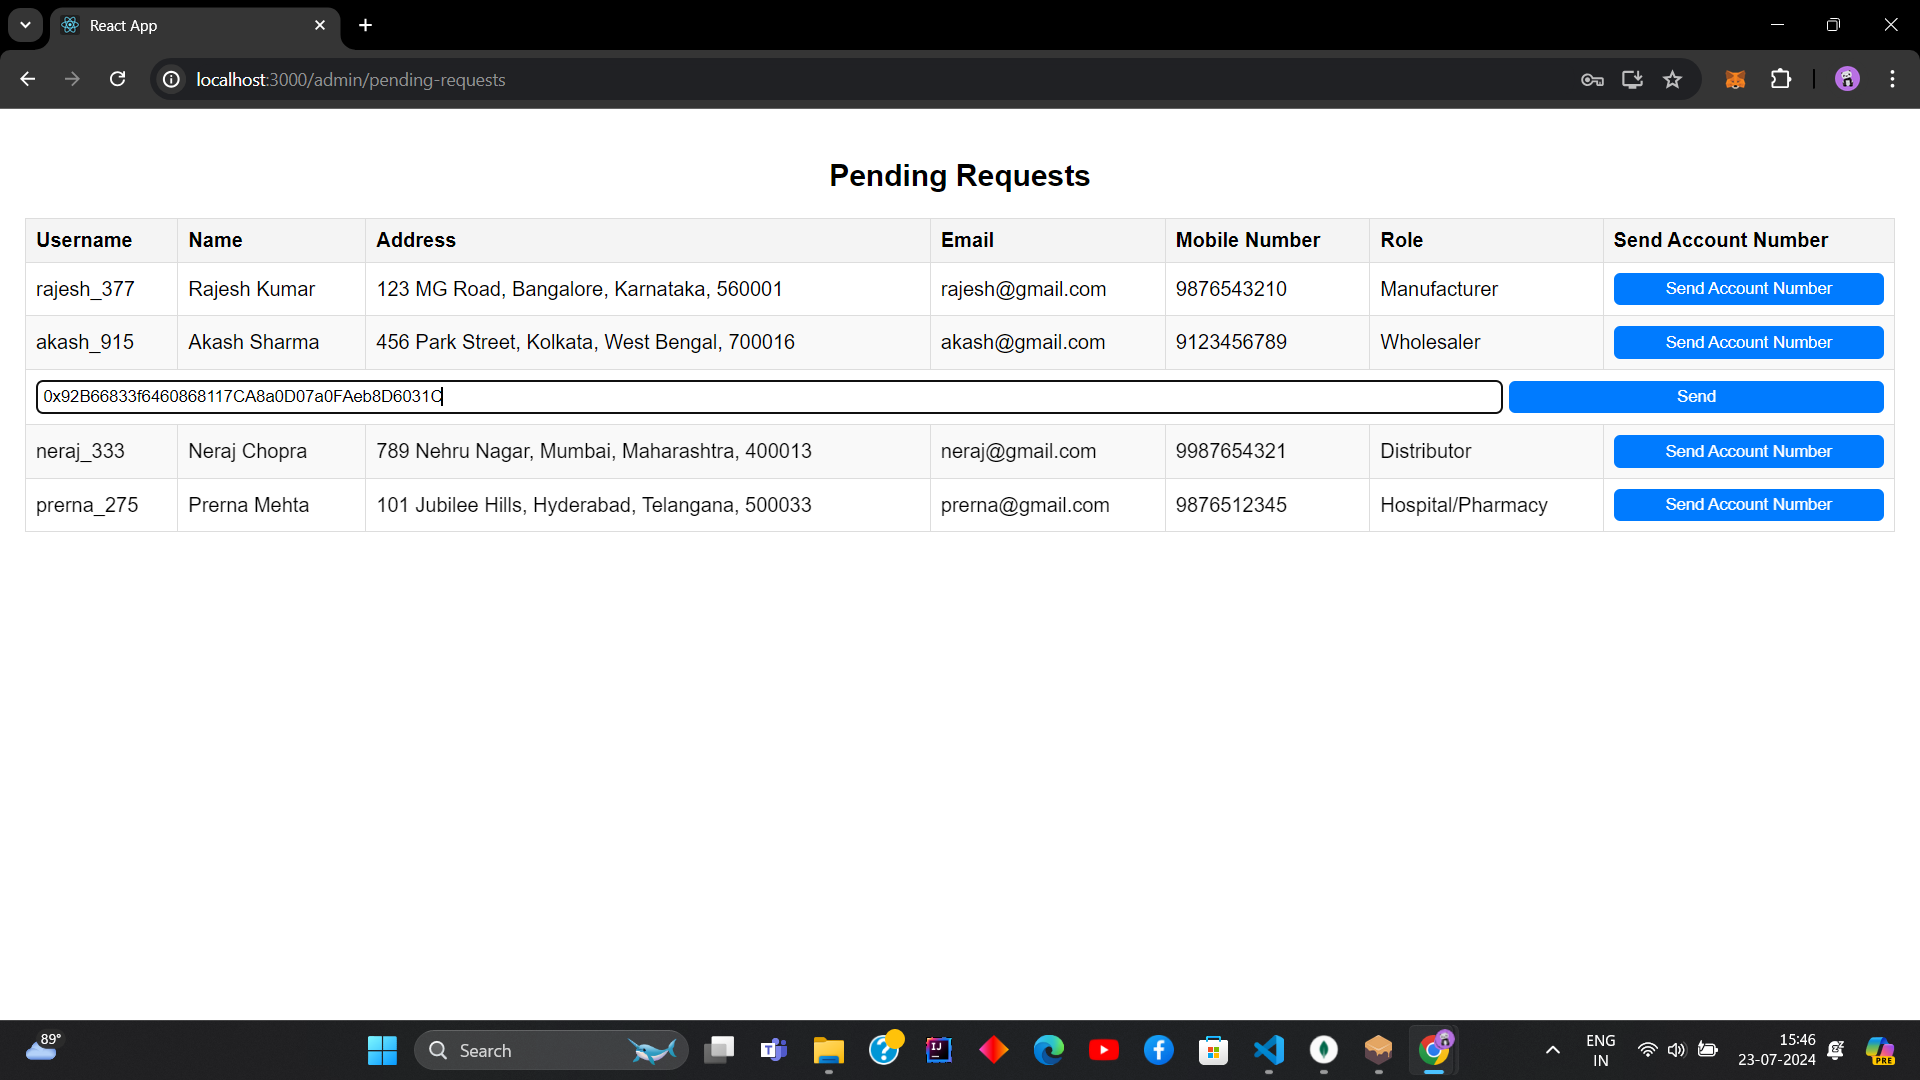 React App
localhost:3000/admin/pending-requests
Pending Requests
Username Name Address Email Mobile Number Role Send Account Number
rajesh_377 Rajesh Kumar 123 MG Road, Bangalore, Karnataka, 560001 rajesh@gmail.com 9876543210 Manufacturer Send Account Number
akash_915 Akash Sharma 456 Park Street, Kolkata, West Bengal, 700016 akash@gmail.com 9123456789 Wholesaler Send Account Number
0x92B66833f6460868117CA8a0D07a0FAeb8D6031C Send
neraj_333 Neraj Chopra 789 Nehru Nagar, Mumbai, Maharashtra, 400013 neraj@gmail.com 9987654321 Distributor Send Account Number
prerna_275 Prerna Mehta 101 Jubilee Hills, Hyderabad, Telangana, 500033 prerna@gmail.com 9876512345 Hospital/Pharmacy Send Account Number
89°
Search
IJ
ENG
IN
15:46
23-07-2024
PRE